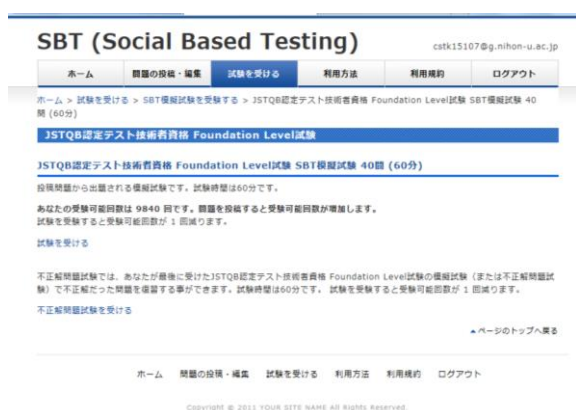 SBT (Social Based Testing)
cstk15107@g.nihon-u.ac.jp
ホーム 問題の投稿・編集 試験を受ける 利用方法 利用規約 ログアウト
ホーム > 試験を受ける > SBT模擬試験を受験する > JSTQB認定テスト技術者資格 Foundation Level試験 SBT模擬試験 40
問 (60分)
JSTQB認定テスト技術者資格 Foundation Level試験
JSTQB認定テスト技術者資格 Foundation Level試験 SBT模擬試験 40問 (60分)
投稿問題から出題される模擬試験です。試験時間は60分です。
あなたの受験可能回数は 9840 回です。問題を投稿すると受験可能回数が増加します。
試験を受験すると受験可能回数が 1 回減ります。
試験を受ける
不正解問題試験では、あなたが最後に受けたJSTQB認定テスト技術者資格 Foundation Level試験の模擬試験（または不正解問題試
験）で不正解だった問題を復習する事ができます。試験時間は60分です。 試験を受験すると受験可能回数が 1 回減ります。
不正解問題試験を受ける
▲ページのトップへ戻る
ホーム 問題の投稿・編集 試験を受ける 利用方法 利用規約 ログアウト
Copyright © 2011 YOUR SITE NAME All Rights Reserved.